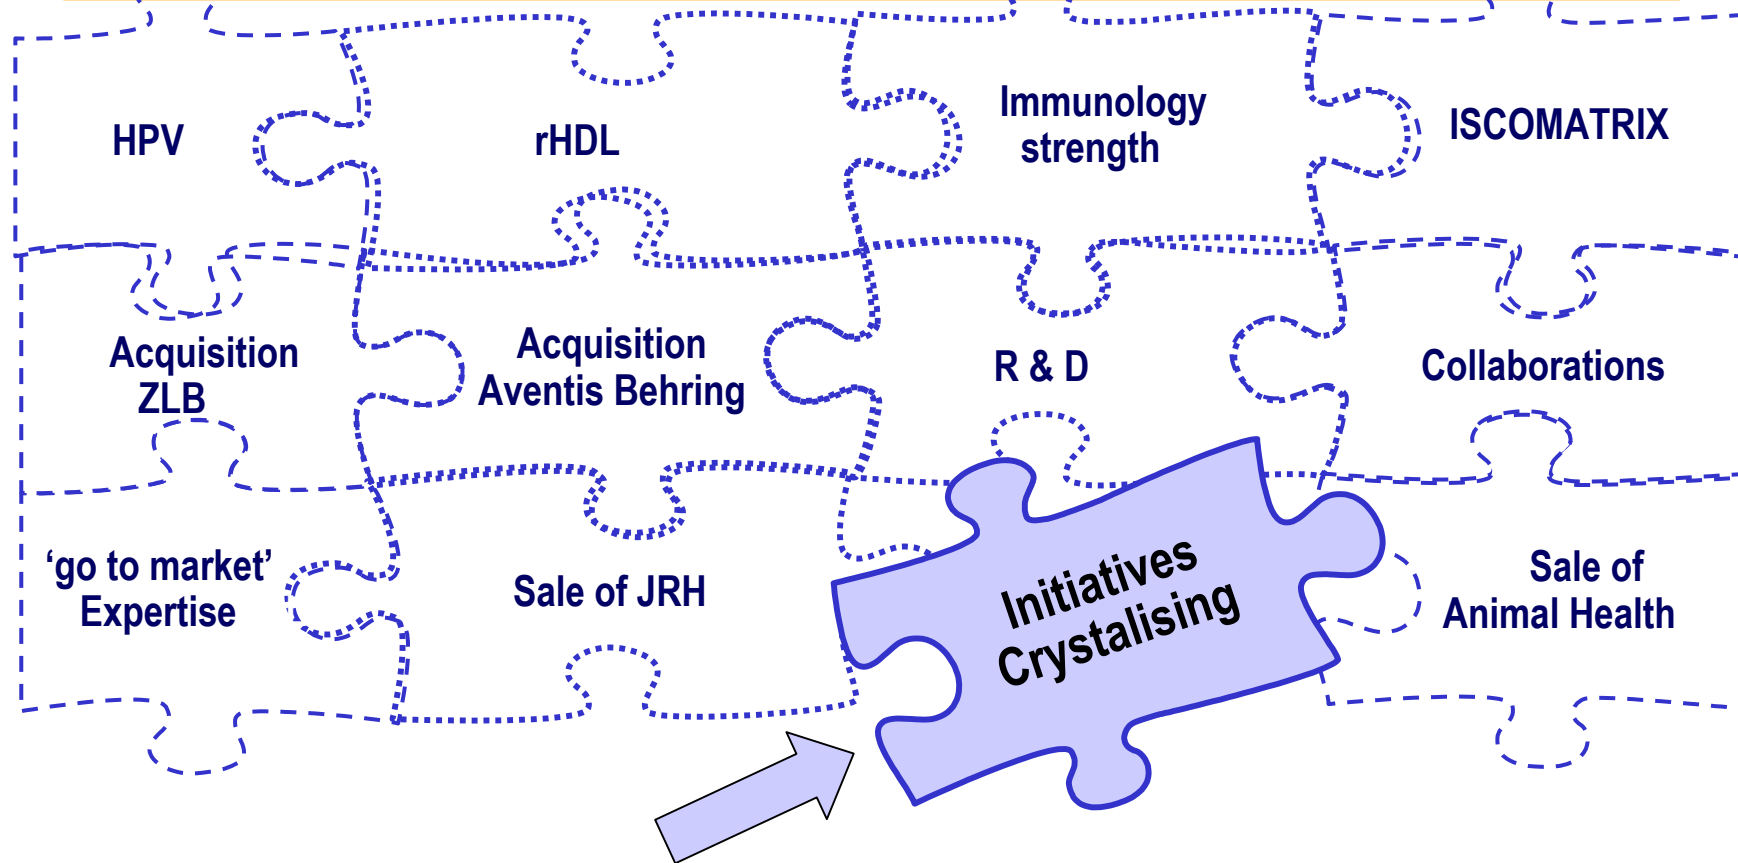 HPV
rHDL
Immunology
strength
ISCOMATRIX
Acquisition
ZLB
Acquisition
Aventis Behring
R & D
Collaborations
‘go to market’
Expertise
Sale of JRH
Initiatives
Crystalising
Sale of
Animal Health